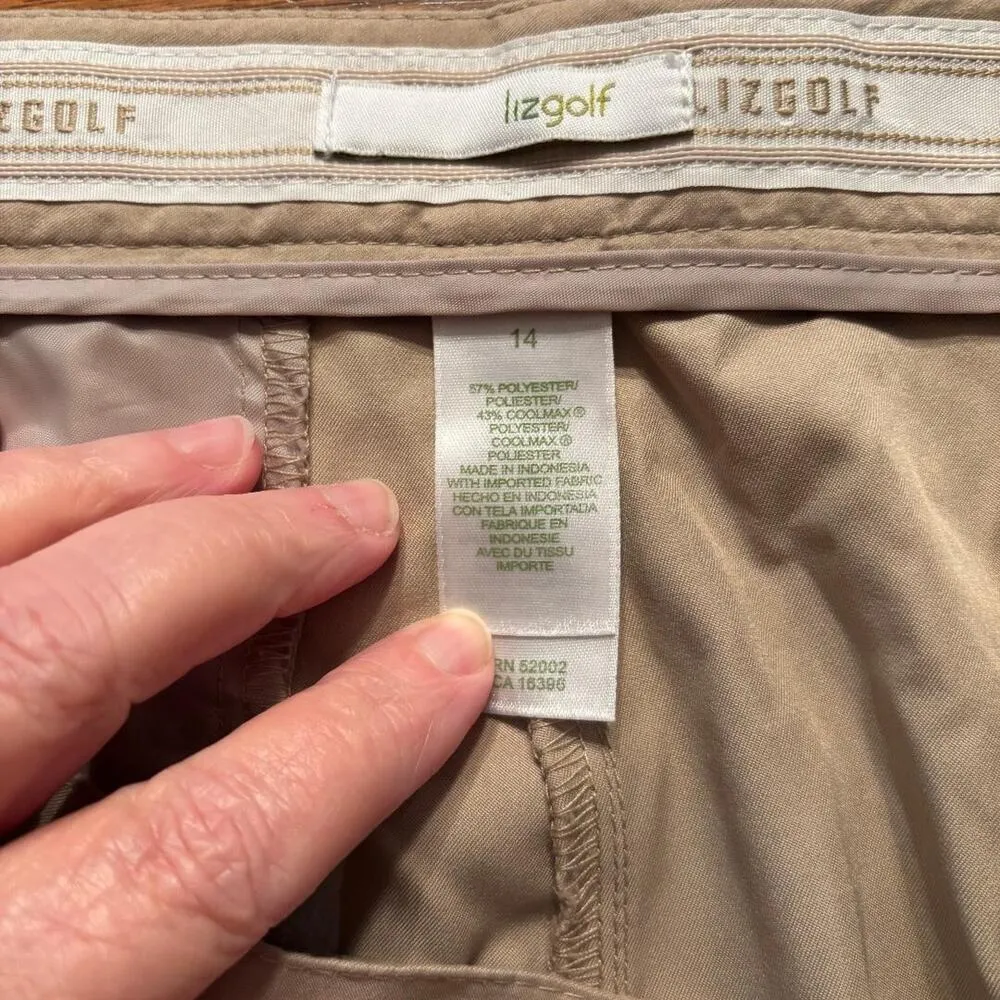 ZGOLF
lizgolf
LIZGOLF
14
57% POLYESTER/
POLIESTER/
43% COOLMAX®
POLYESTER/
COOLMAX®
POLIESTER
MADE IN INDONESIA
WITH IMPORTED FABRIC
HECHO EN INDONESIA
CON TELA IMPORTADA
FABRIQUE EN
INDONESIE
AVEC DU TISSU
IMPORTE
RN 52002
CA 16396